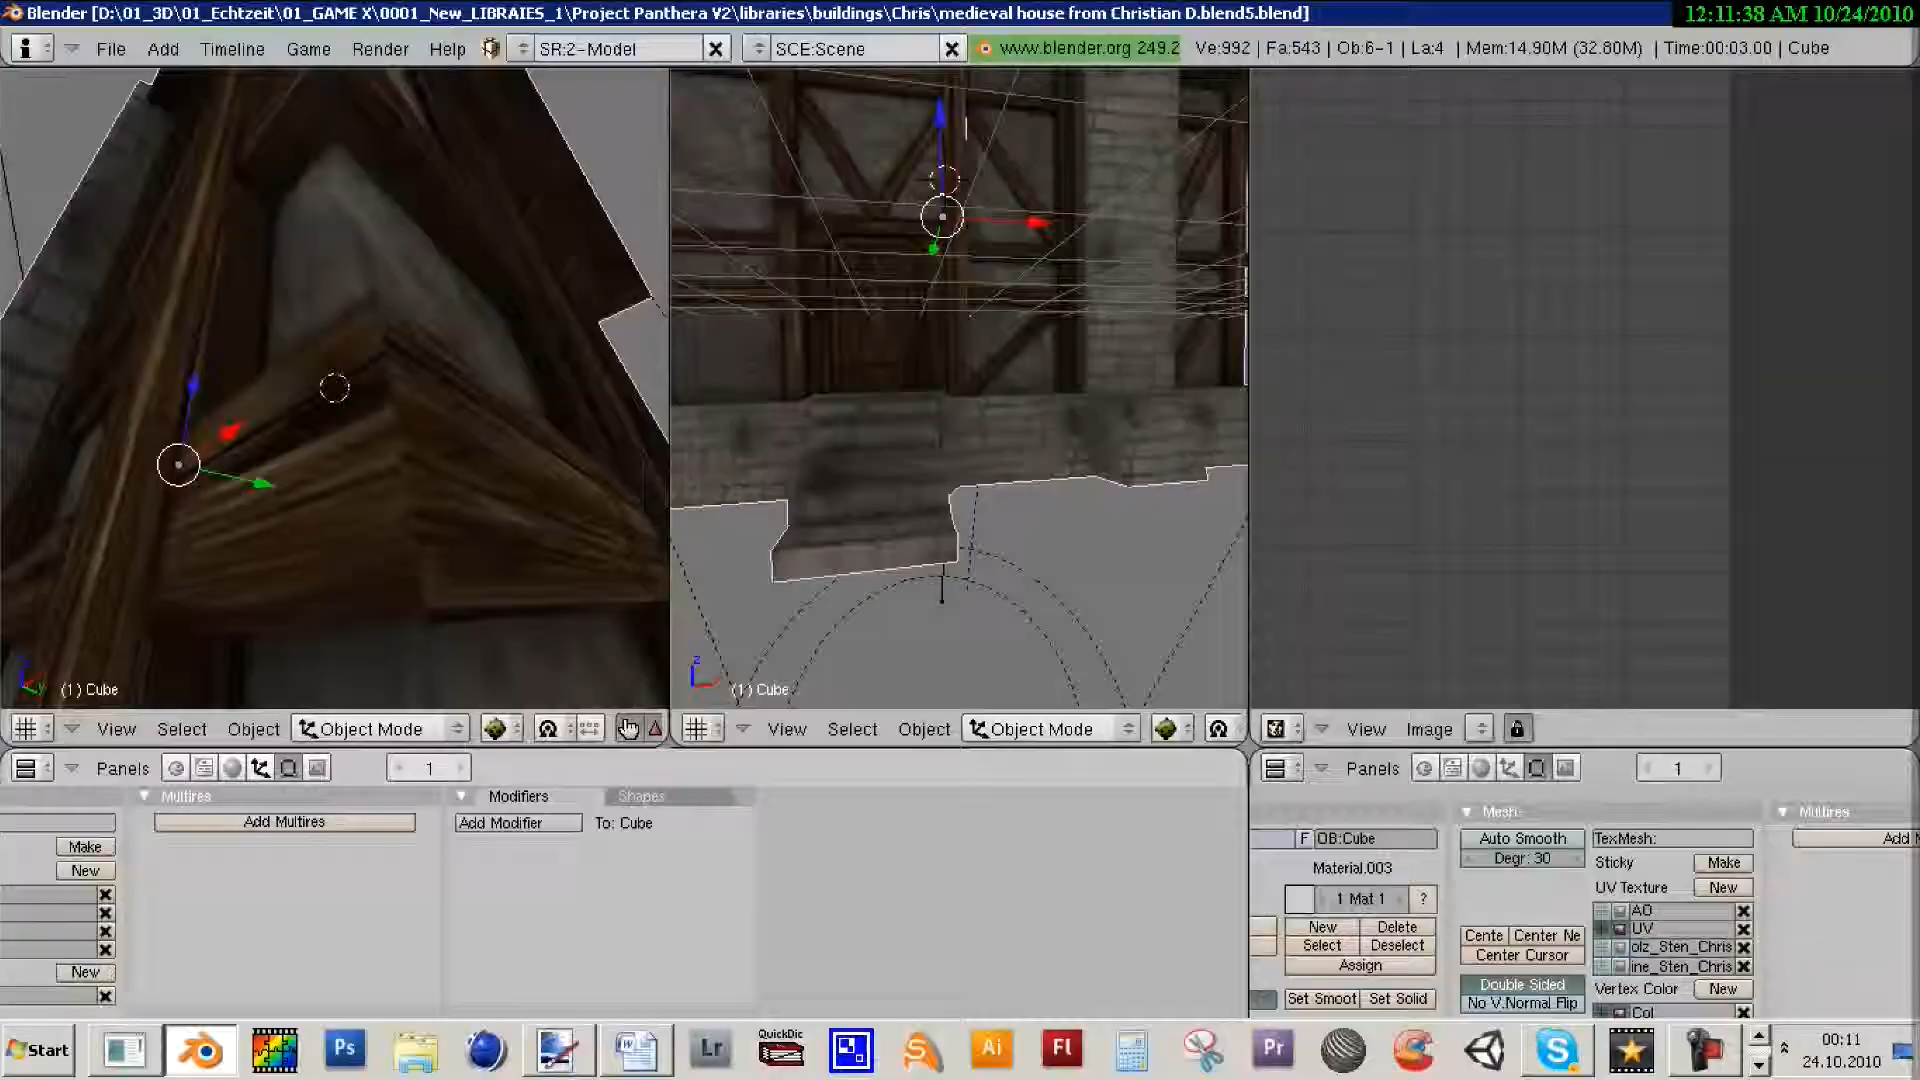 Blender [D:\01_3D\01_Echtzeit\01_GAME X\0001_New_LIBRAIES_1\Project Panthera V2\libraries\buildings\Chris\medieval house from Christian D.blend5.blend]
12:11:38 AM 10/24/2010
File Add Timeline Game Render Help SR:2-Model SCE:Scene www.blender.org 249.2 Ve:992 | Fa:543 | Ob:6-1 | La:4 | Mem:14.90M (32.80M) | Time:00:03.00 | Cube
(1) Cube
(1) Cube
View Select Object Object Mode
View Select Object Object Mode
View Image
Panels 1
Panels 1
Multires
Modifiers Shapes
Mesh
Multires
Add Multires
Add Modifier To: Cube
Make
New
New
F OB:Cube
Material.003
1 Mat 1 ?
New Delete
Select Deselect
Assign
Set Smoot Set Solid
Auto Smooth
Degr: 30
Cente Center Ne
Center Cursor
Double Sided
No V.Normal Flip
TexMesh:
Sticky Make
UV Texture New
AO
UV
olz_Sten_Chris
ine_Sten_Chris
Vertex Color New
Col
Add
Start
Ps
Lr
QuickDic
Ai
Fl
Pr
00:11
24.10.2010